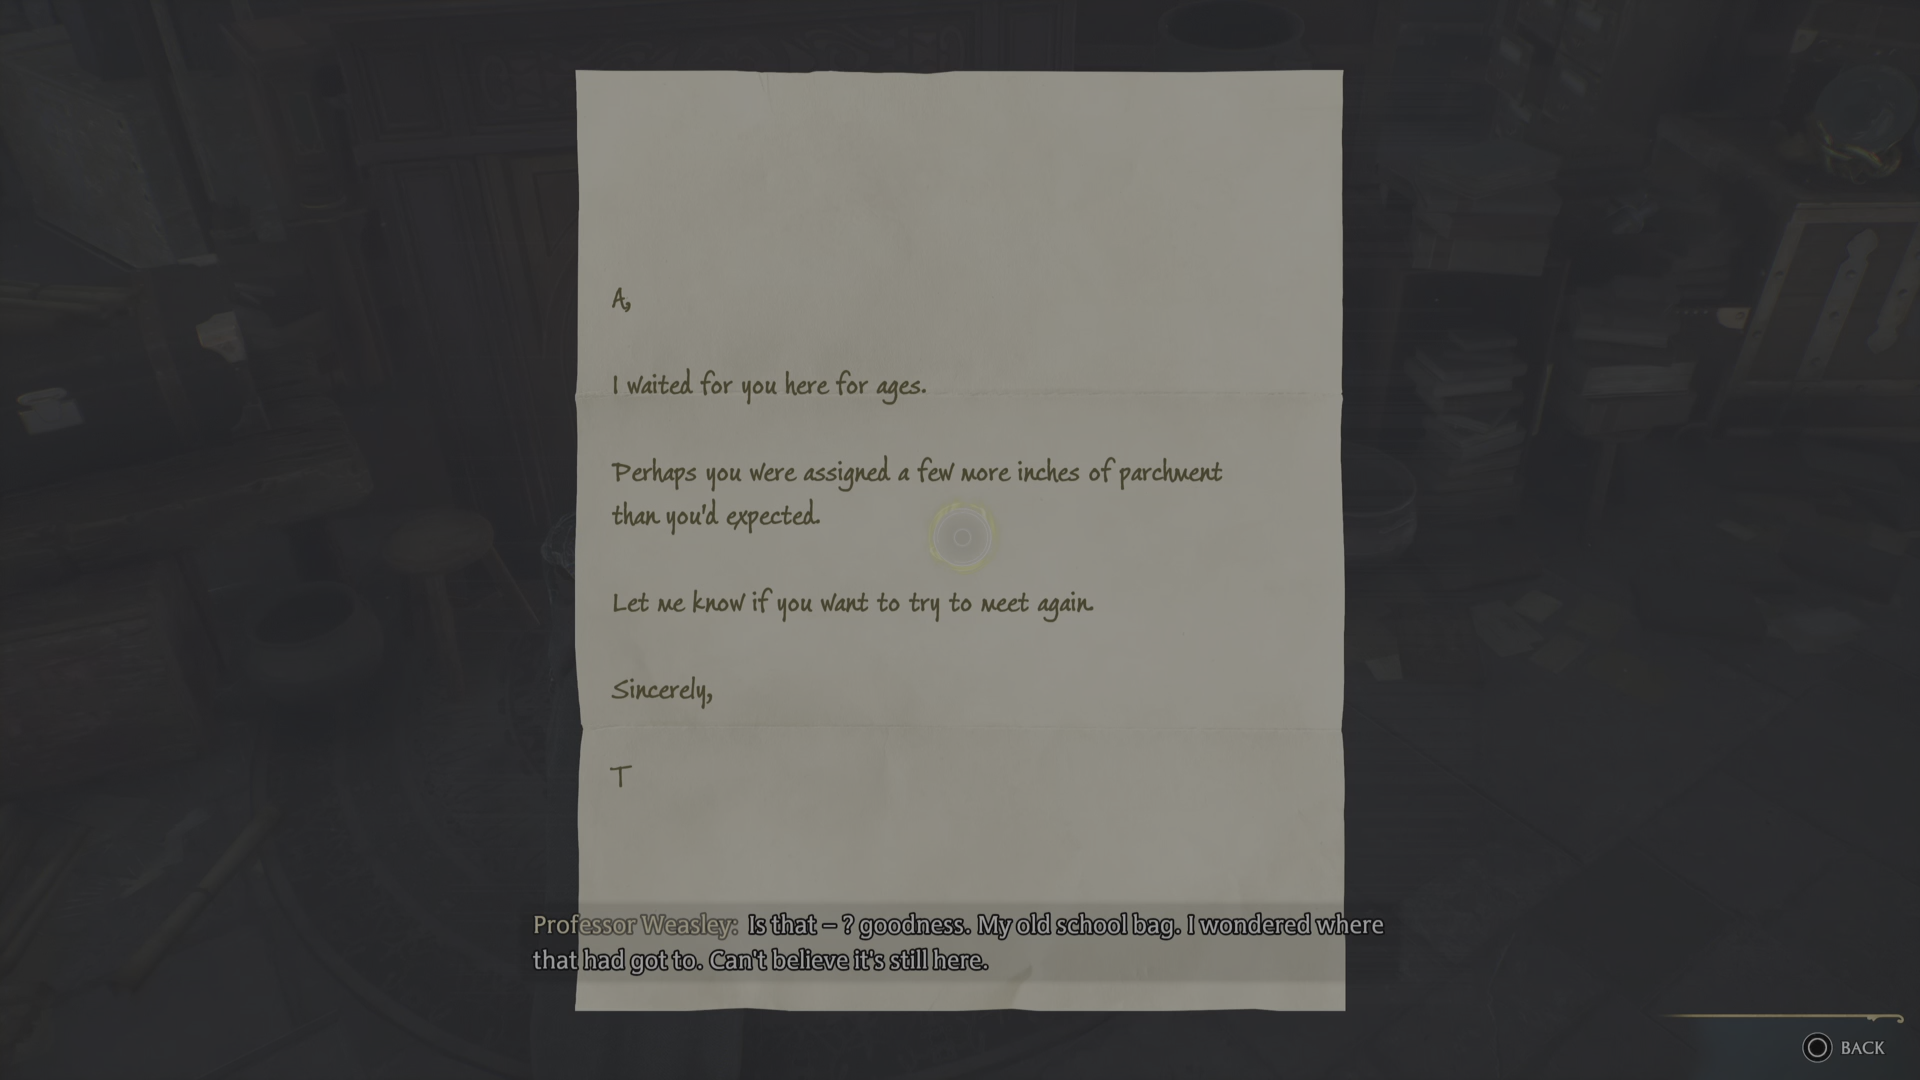 A,
I waited for you here for ages.
Perhaps you were assigned a few more inches of parchment
than you'd expected.
Let me know if you want to try to meet again.
Sincerely,
T
Professor Weasley: Is that – ? goodness. My old school bag. I wondered where
that had got to. Can't believe it's still here.
BACK